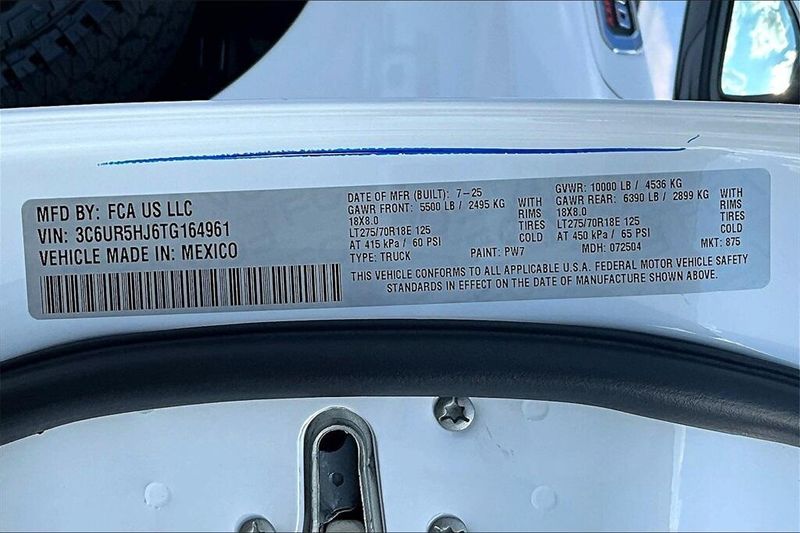 MFD BY: FCA US LLC
VIN: 3C6UR5HJ6TG164961
VEHICLE MADE IN: MEXICO
DATE OF MFR (BUILT): 7-25
GAWR FRONT: 5500 LB / 2495 KG
18X8.0
LT275/70R18E 125
AT 415 kPa / 60 PSI
TYPE: TRUCK
WITH
RIMS
TIRES
COLD
PAINT: PW7
GVWR: 10000 LB / 4536 KG
GAWR REAR: 6390 LB / 2899 KG
18X8.0
LT275/70R18E 125
AT 450 kPa / 65 PSI
MDH: 072504
WITH
RIMS
TIRES
COLD
MKT: 875
THIS VEHICLE CONFORMS TO ALL APPLICABLE U.S.A. FEDERAL MOTOR VEHICLE SAFETY
STANDARDS IN EFFECT ON THE DATE OF MANUFACTURE SHOWN ABOVE.